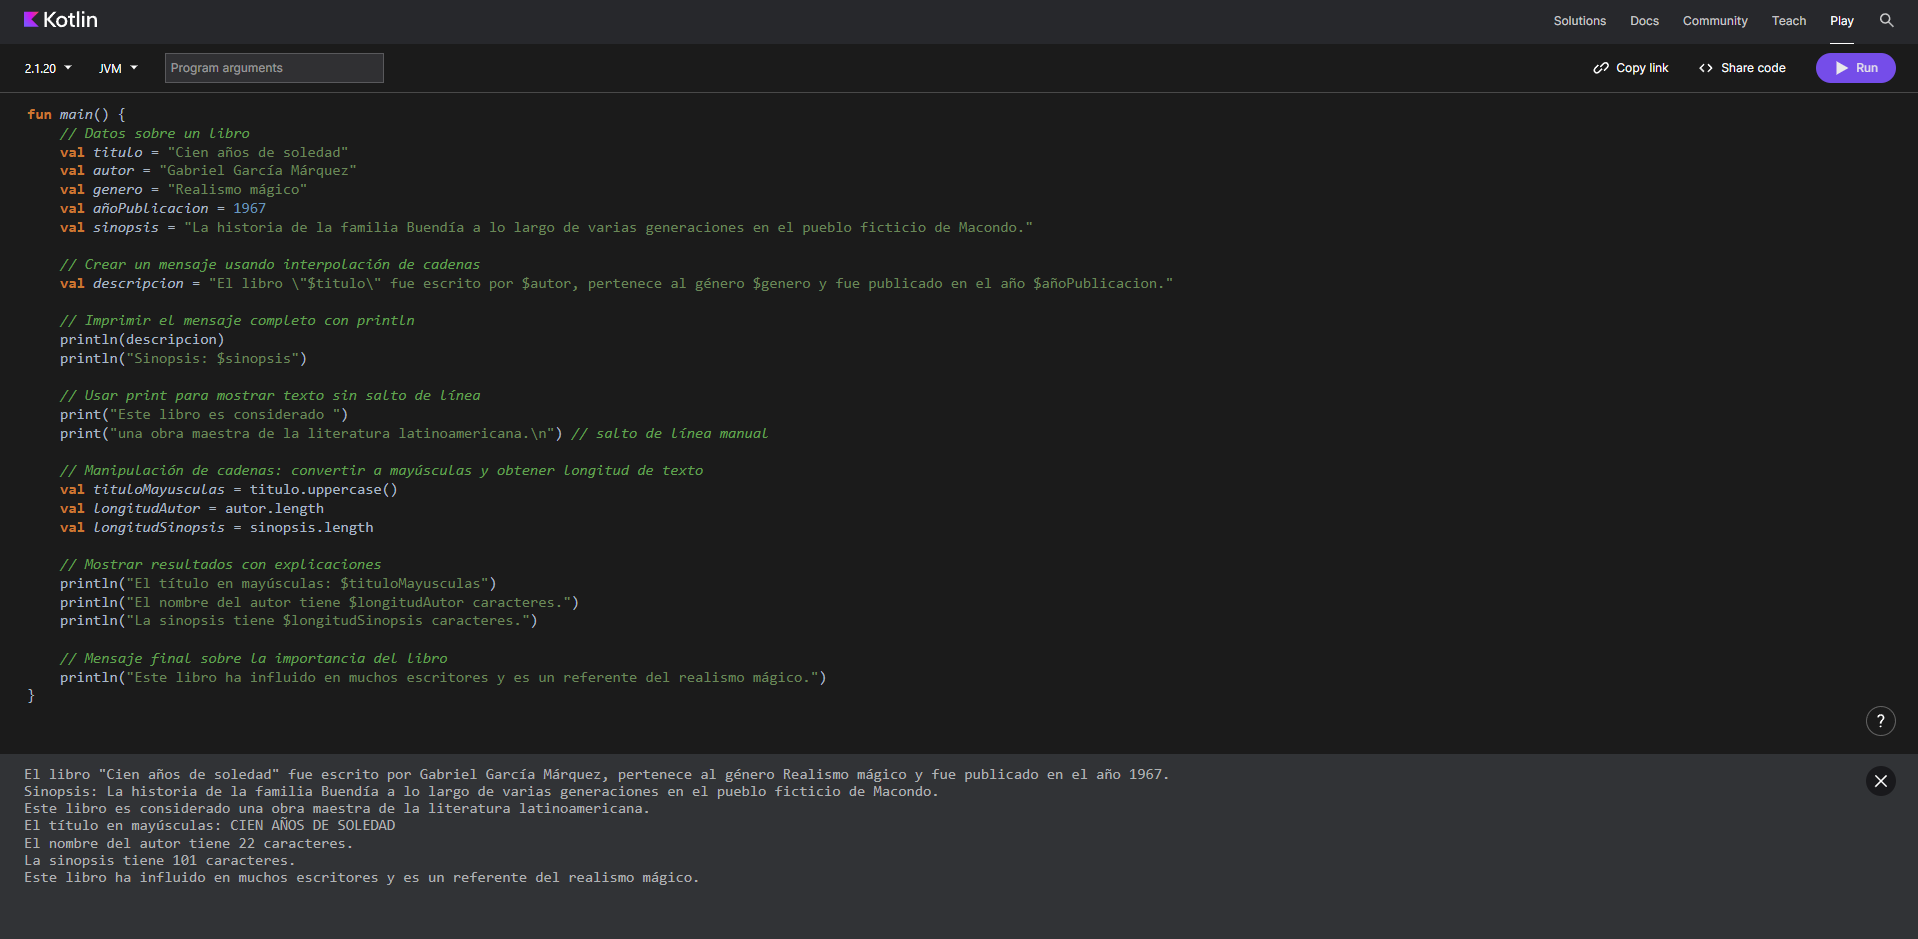 Kotlin
Solutions Docs Community Teach Play
2.1.20 JVM Program arguments Copy link <> Share code Run
fun main() {
    // Datos sobre un libro
    val titulo = "Cien años de soledad"
    val autor = "Gabriel García Márquez"
    val genero = "Realismo mágico"
    val añoPublicacion = 1967
    val sinopsis = "La historia de la familia Buendía a lo largo de varias generaciones en el pueblo ficticio de Macondo."
    // Crear un mensaje usando interpolación de cadenas
    val descripcion = "El libro \"$titulo\" fue escrito por $autor, pertenece al género $genero y fue publicado en el año $añoPublicacion."
    // Imprimir el mensaje completo con println
    println(descripcion)
    println("Sinopsis: $sinopsis")
    // Usar print para mostrar texto sin salto de línea
    print("Este libro es considerado ")
    print("una obra maestra de la literatura latinoamericana.\n") // salto de línea manual
    // Manipulación de cadenas: convertir a mayúsculas y obtener longitud de texto
    val tituloMayusculas = titulo.uppercase()
    val longitudAutor = autor.length
    val longitudSinopsis = sinopsis.length
    // Mostrar resultados con explicaciones
    println("El título en mayúsculas: $tituloMayusculas")
    println("El nombre del autor tiene $longitudAutor caracteres.")
    println("La sinopsis tiene $longitudSinopsis caracteres.")
    // Mensaje final sobre la importancia del libro
    println("Este libro ha influido en muchos escritores y es un referente del realismo mágico.")
}
?
El libro "Cien años de soledad" fue escrito por Gabriel García Márquez, pertenece al género Realismo mágico y fue publicado en el año 1967.
Sinopsis: La historia de la familia Buendía a lo largo de varias generaciones en el pueblo ficticio de Macondo.
Este libro es considerado una obra maestra de la literatura latinoamericana.
El título en mayúsculas: CIEN AÑOS DE SOLEDAD
El nombre del autor tiene 22 caracteres.
La sinopsis tiene 101 caracteres.
Este libro ha influido en muchos escritores y es un referente del realismo mágico.